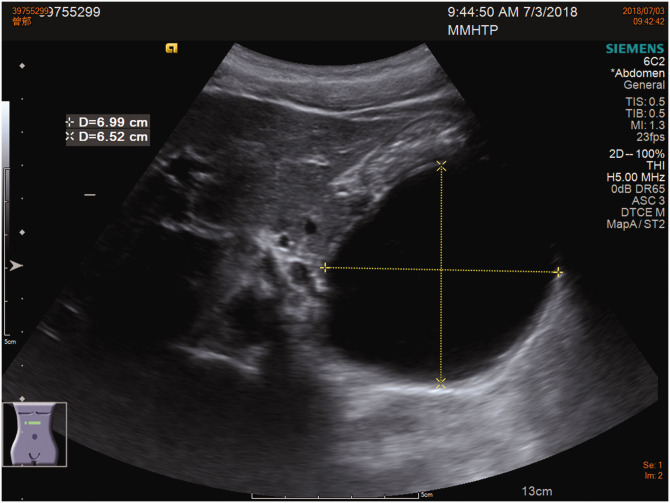 39755299
39755299
9:44:50 AM 7/3/2018
MMHTP
2018/07/03
09:42:42
D=6.99 cm
D=6.52 cm
SIEMENS
6C2
*Abdomen
General
TIS: 0.5
TIB: 0.5
MI: 1.3
23fps
2D--100%
THI
H5.00 MHz
0dB DR65
ASC 3
DTCE M
MapA / ST2
5cm
5cm
13cm
Se: 1
Im: 2